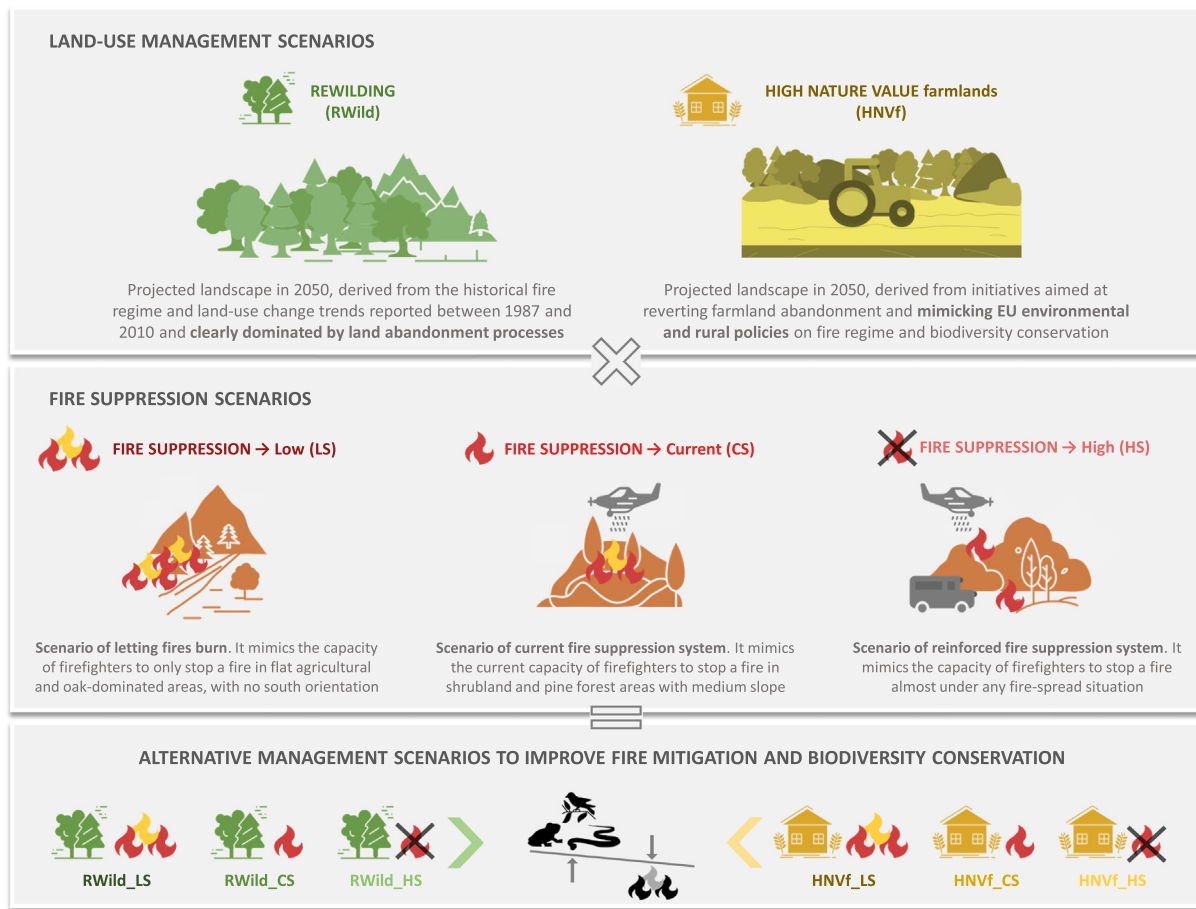 LAND-USE MANAGEMENT SCENARIOS
REWILDING
(RWild)
Projected landscape in 2050, derived from the historical fire
regime and land-use change trends reported between 1987 and
2010 and clearly dominated by land abandonment processes
HIGH NATURE VALUE farmlands
(HNVf)
Projected landscape in 2050, derived from initiatives aimed at
reverting farmland abandonment and mimicking EU environmental
and rural policies on fire regime and biodiversity conservation
FIRE SUPPRESSION SCENARIOS
FIRE SUPPRESSION → Low (LS)
Scenario of letting fires burn. It mimics the capacity
of firefighters to only stop a fire in flat agricultural
and oak-dominated areas, with no south orientation
FIRE SUPPRESSION → Current (CS)
Scenario of current fire suppression system. It mimics
the current capacity of firefighters to stop a fire in
shrubland and pine forest areas with medium slope
FIRE SUPPRESSION → High (HS)
Scenario of reinforced fire suppression system. It
mimics the capacity of firefighters to stop a fire
almost under any fire-spread situation
ALTERNATIVE MANAGEMENT SCENARIOS TO IMPROVE FIRE MITIGATION AND BIODIVERSITY CONSERVATION
RWild_LS
RWild_CS
RWild_HS
HNVf_LS
HNVf_CS
HNVf_HS